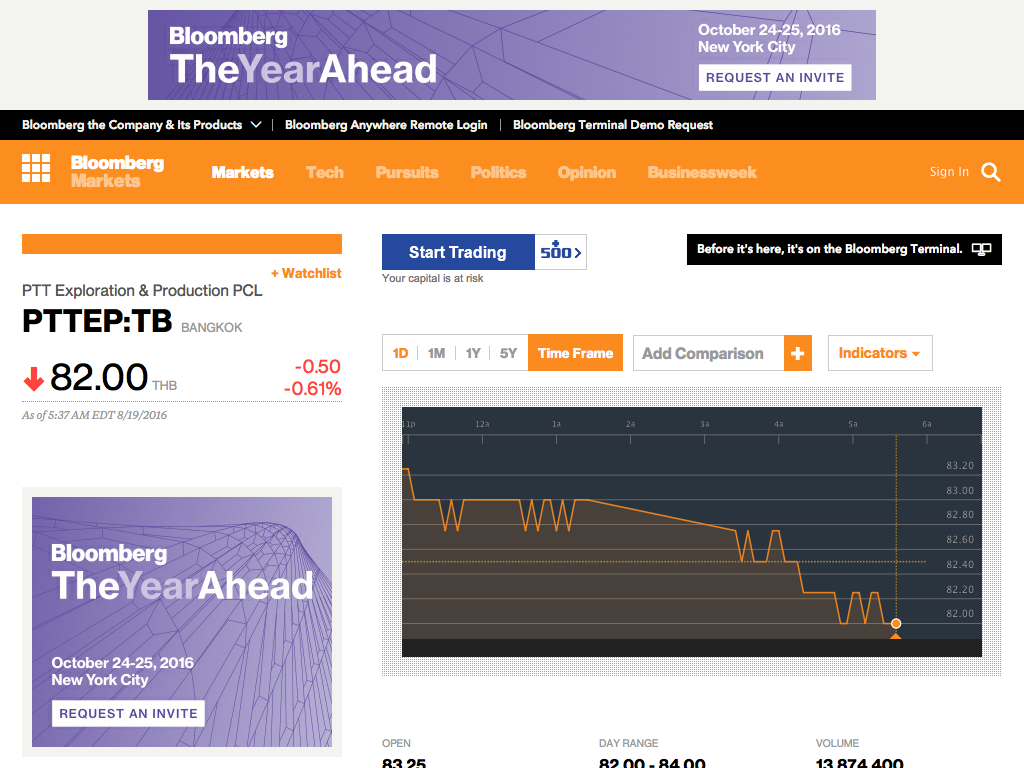 Bloomberg
TheYearAhead
October 24-25, 2016
New York City
REQUEST AN INVITE
Bloomberg the Company & Its Products
Bloomberg Anywhere Remote Login
Bloomberg Terminal Demo Request
Bloomberg
Markets
Markets
Tech
Pursuits
Politics
Opinion
Businessweek
Sign In
+ Watchlist
PTT Exploration & Production PCL
PTTEP:TB BANGKOK
82.00 THB
-0.50
-0.61%
As of 5:37 AM EDT 8/19/2016
Bloomberg
TheYearAhead
October 24-25, 2016
New York City
REQUEST AN INVITE
Start Trading
500
Your capital is at risk
Before it's here, it's on the Bloomberg Terminal.
1D
1M
1Y
5Y
Time Frame
Add Comparison +
Indicators
11p 12a 1a 2a 3a 4a 5a 6a
83.20
83.00
82.80
82.60
82.40
82.20
82.00
OPEN
83.25
DAY RANGE
82.00 - 84.00
VOLUME
13,874,400